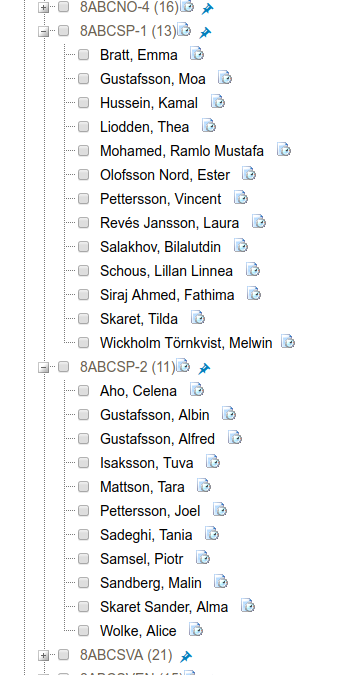 8ABCNO-4 (16)
8ABCSP-1 (13)
Bratt, Emma
Gustafsson, Moa
Hussein, Kamal
Liodden, Thea
Mohamed, Ramlo Mustafa
Olofsson Nord, Ester
Pettersson, Vincent
Revés Jansson, Laura
Salakhov, Bilalutdin
Schous, Lillan Linnea
Siraj Ahmed, Fathima
Skaret, Tilda
Wickholm Törnkvist, Melwin
8ABCSP-2 (11)
Aho, Celena
Gustafsson, Albin
Gustafsson, Alfred
Isaksson, Tuva
Mattson, Tara
Pettersson, Joel
Sadeghi, Tania
Samsel, Piotr
Sandberg, Malin
Skaret Sander, Alma
Wolke, Alice
8ABCSVA (21)